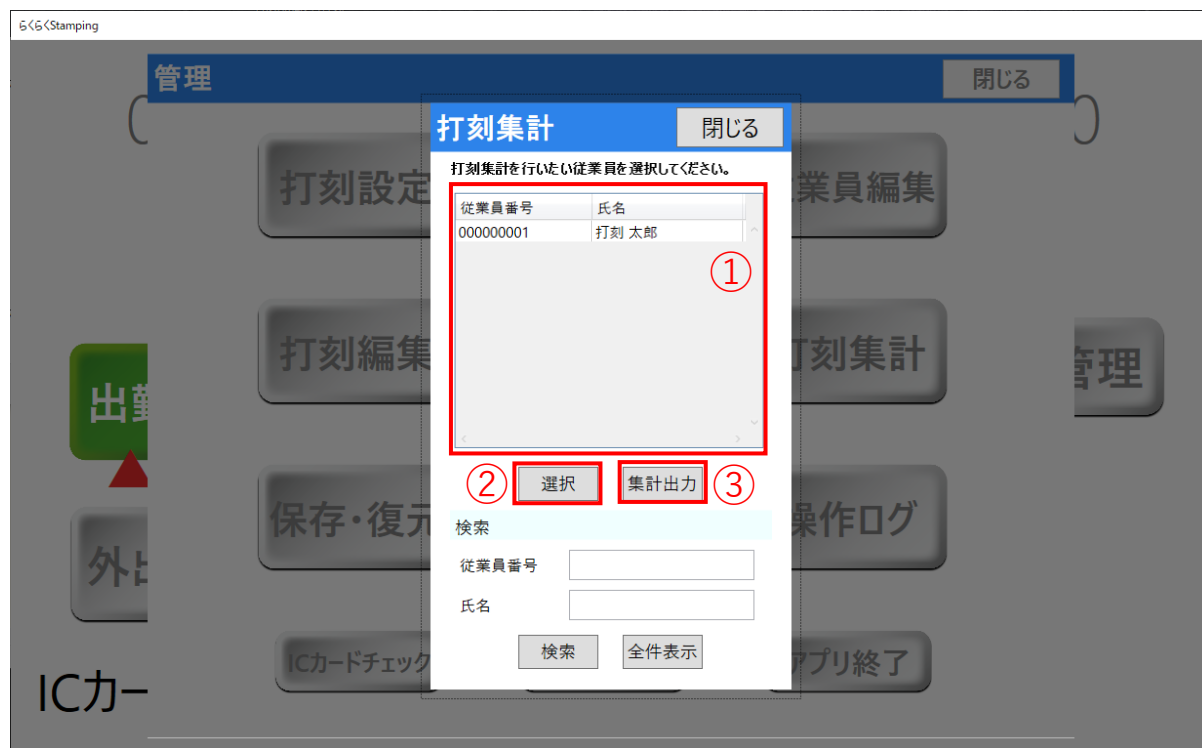 らくらくStamping
管理
閉じる
打刻集計
閉じる
打刻集計を行いたい従業員を選択してください。
従業員番号 氏名
000000001 打刻 太郎
①
② 選択 集計出力 ③
検索
従業員番号
氏名
検索 全件表示
打刻設定
業員編集
打刻編集
刻集計
保存・復元
操作ログ
ICカードチェック
アプリ終了
出勤
管理
外出
ICカー